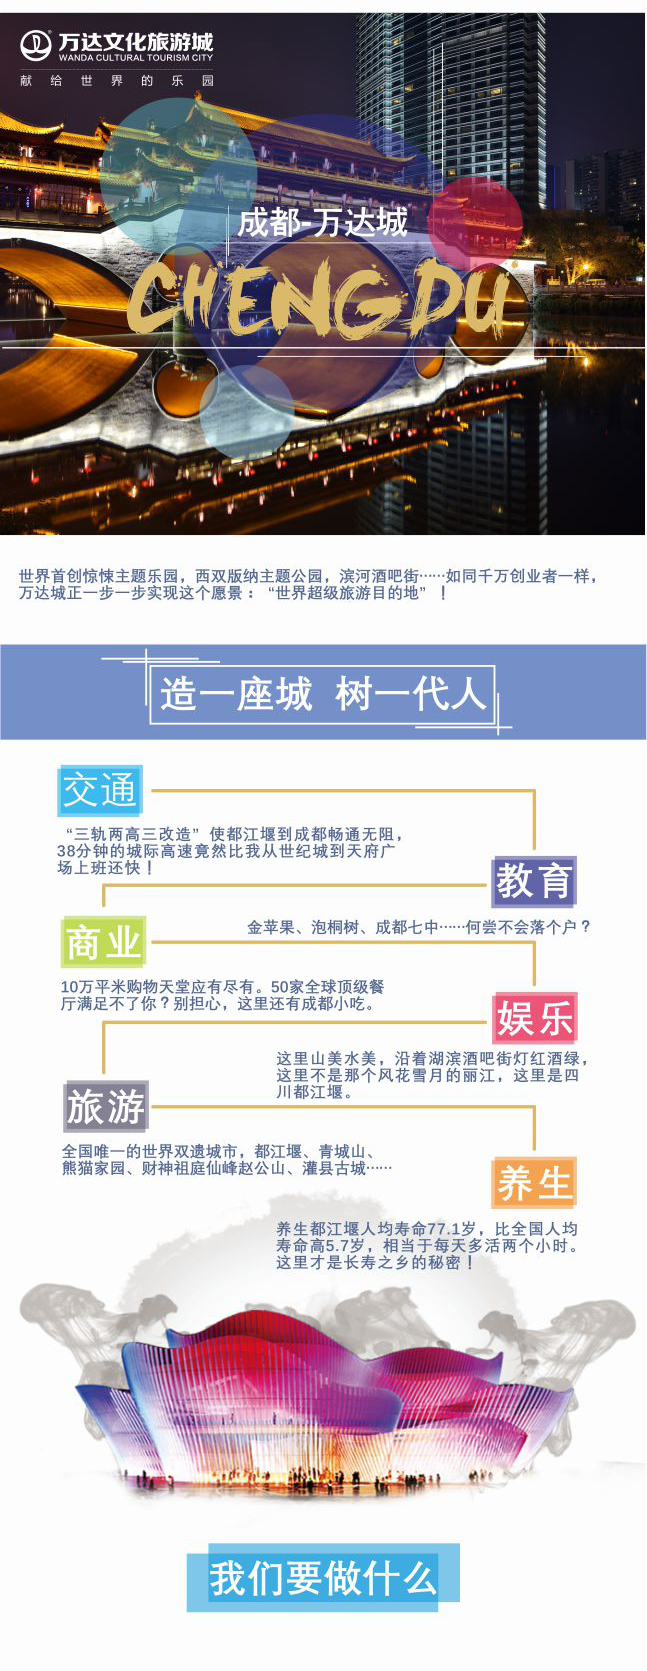 万达文化旅游城
WANDA CULTURAL TOURISM CITY
献给世界的乐园
成都-万达城
CHENGDU
世界首创惊悚主题乐园，西双版纳主题公园，滨河酒吧街……如同千万创业者一样，
万达城正一步一步实现这个愿景：“世界超级旅游目的地”！
造一座城 树一代人
交通
“三轨两高三改造”使都江堰到成都畅通无阻，
38分钟的城际高速竟然比我从世纪城到天府广
场上班还快！
教育
金苹果、泡桐树、成都七中……何尝不会落个户？
商业
10万平米购物天堂应有尽有。50家全球顶级餐
厅满足不了你？别担心，这里还有成都小吃。
娱乐
这里山美水美，沿着湖滨酒吧街灯红酒绿，
这里不是那个风花雪月的丽江，这里是四
川都江堰。
旅游
全国唯一的世界双遗城市，都江堰、青城山、
熊猫家园、财神祖庭仙峰赵公山、灌县古城……
养生
养生都江堰人均寿命77.1岁，比全国人均
寿命高5.7岁，相当于每天多活两个小时。
这里才是长寿之乡的秘密！
我们要做什么